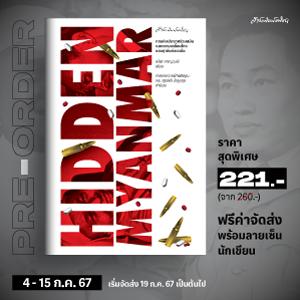 PRE-ORDER
HIDDEN
MYANMAR
ราคา
สุดพิเศษ
221.-
(จาก 260.-)
ฟรีค่าจัดส่ง
พร้อมลายเซ็น
นักเขียน
4 - 15 ก.ค. 67
เริ่มจัดส่ง 19 ก.ค. 67 เป็นต้นไป